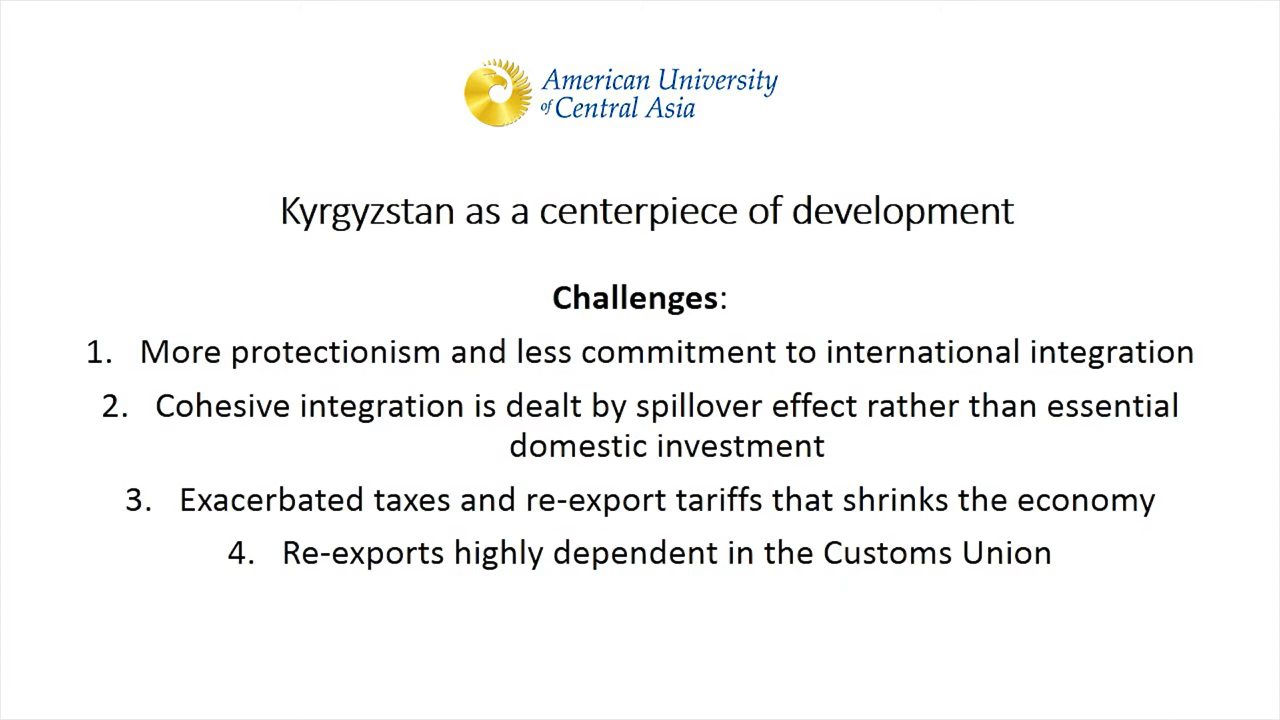 American University
of Central Asia
Kyrgyzstan as a centerpiece of development
Challenges:
1. More protectionism and less commitment to international integration
2. Cohesive integration is dealt by spillover effect rather than essential
domestic investment
3. Exacerbated taxes and re-export tariffs that shrinks the economy
4. Re-exports highly dependent in the Customs Union